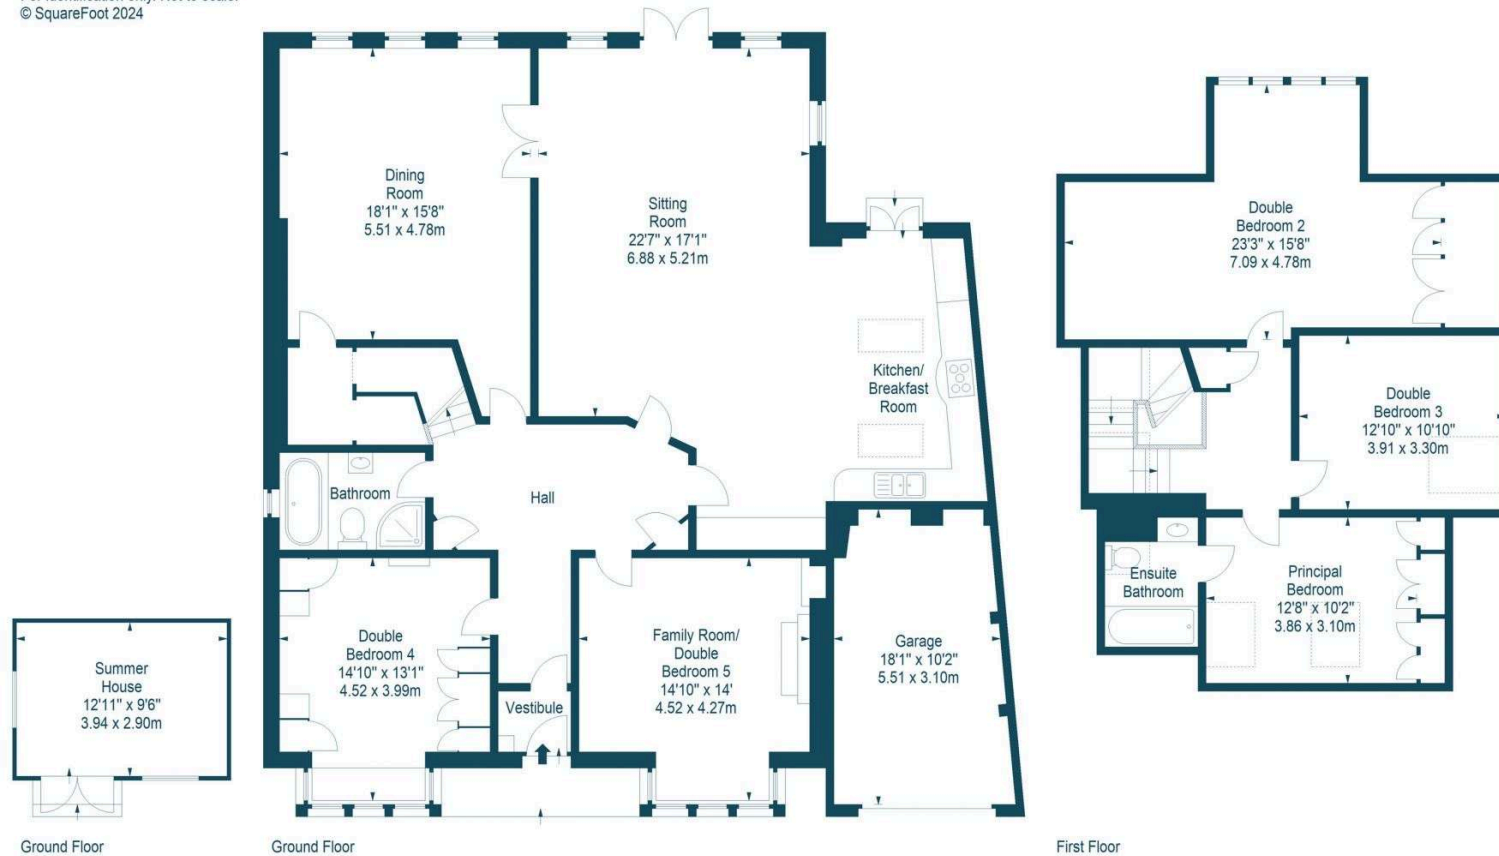 © SquareFoot 2024
Dining
Room
18'1" x 15'8"
5.51 x 4.78m
Sitting
Room
22'7" x 17'1"
6.88 x 5.21m
Kitchen/
Breakfast
Room
Bathroom
Hall
Double
Bedroom 4
14'10" x 13'1"
4.52 x 3.99m
Vestibule
Family Room/
Double
Bedroom 5
14'10" x 14'
4.52 x 4.27m
Garage
18'1" x 10'2"
5.51 x 3.10m
Summer
House
12'11" x 9'6"
3.94 x 2.90m
Double
Bedroom 2
23'3" x 15'8"
7.09 x 4.78m
Double
Bedroom 3
12'10" x 10'10"
3.91 x 3.30m
Ensuite
Bathroom
Principal
Bedroom
12'8" x 10'2"
3.86 x 3.10m
Ground Floor
Ground Floor
First Floor